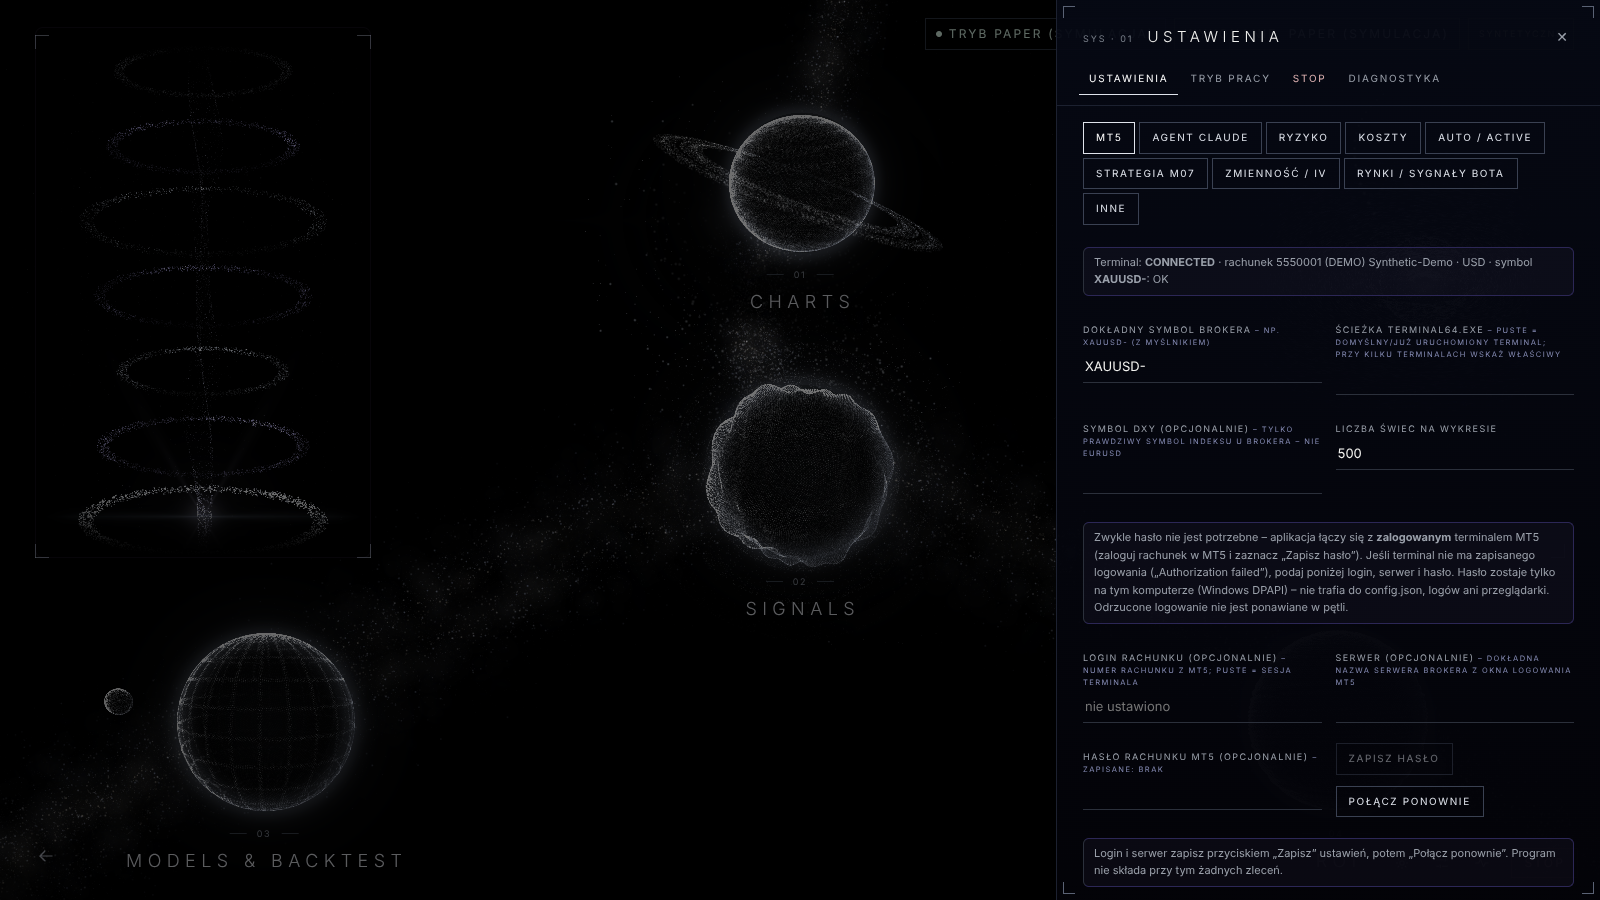 TRYB PAPER (
SYS · 01 USTAWIENIA ×
USTAWIENIA TRYB PRACY STOP DIAGNOSTYKA
MT5 AGENT CLAUDE RYZYKO KOSZTY AUTO / ACTIVE
STRATEGIA M07 ZMIENNOŚĆ / IV RYNKI / SYGNAŁY BOTA
INNE
Terminal: CONNECTED · rachunek 5550001 (DEMO) Synthetic-Demo · USD · symbol
XAUUSD-: OK
DOKŁADNY SYMBOL BROKERA – NP.
XAUUSD- (Z MYŚLNIKIEM)
XAUUSD-
ŚCIEŻKA TERMINAL64.EXE – PUSTE =
DOMYŚLNY/JUŻ URUCHOMIONY TERMINAL;
PRZY KILKU TERMINALACH WSKAŻ WŁAŚCIWY
SYMBOL DXY (OPCJONALNIE) – TYLKO
PRAWDZIWY SYMBOL INDEKSU U BROKERA – NIE
EURUSD
LICZBA ŚWIEC NA WYKRESIE
500
Zwykle hasło nie jest potrzebne – aplikacja łączy się z zalogowanym terminalem MT5
(zaloguj rachunek w MT5 i zaznacz „Zapisz hasło”). Jeśli terminal nie ma zapisanego
logowania („Authorization failed”), podaj poniżej login, serwer i hasło. Hasło zostaje tylko
na tym komputerze (Windows DPAPI) – nie trafia do config.json, logów ani przeglądarki.
Odrzucone logowanie nie jest ponawiane w pętli.
LOGIN RACHUNKU (OPCJONALNIE) –
NUMER RACHUNKU Z MT5; PUSTE = SESJA
TERMINALA
nie ustawiono
SERWER (OPCJONALNIE) – DOKŁADNA
NAZWA SERWERA BROKERA Z OKNA LOGOWANIA
MT5
HASŁO RACHUNKU MT5 (OPCJONALNIE) –
ZAPISANE: BRAK
ZAPISZ HASŁO
POŁĄCZ PONOWNIE
Login i serwer zapisz przyciskiem „Zapisz” ustawień, potem „Połącz ponownie”. Program
nie składa przy tym żadnych zleceń.
01
CHARTS
02
SIGNALS
03
MODELS & BACKTEST